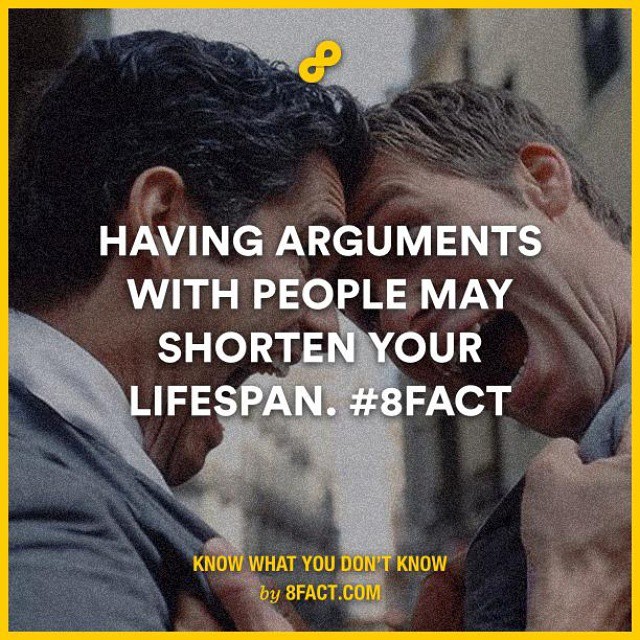 HAVING ARGUMENTS
WITH PEOPLE MAY
SHORTEN YOUR
LIFESPAN. #8FACT
KNOW WHAT YOU DON'T KNOW
by 8FACT.COM